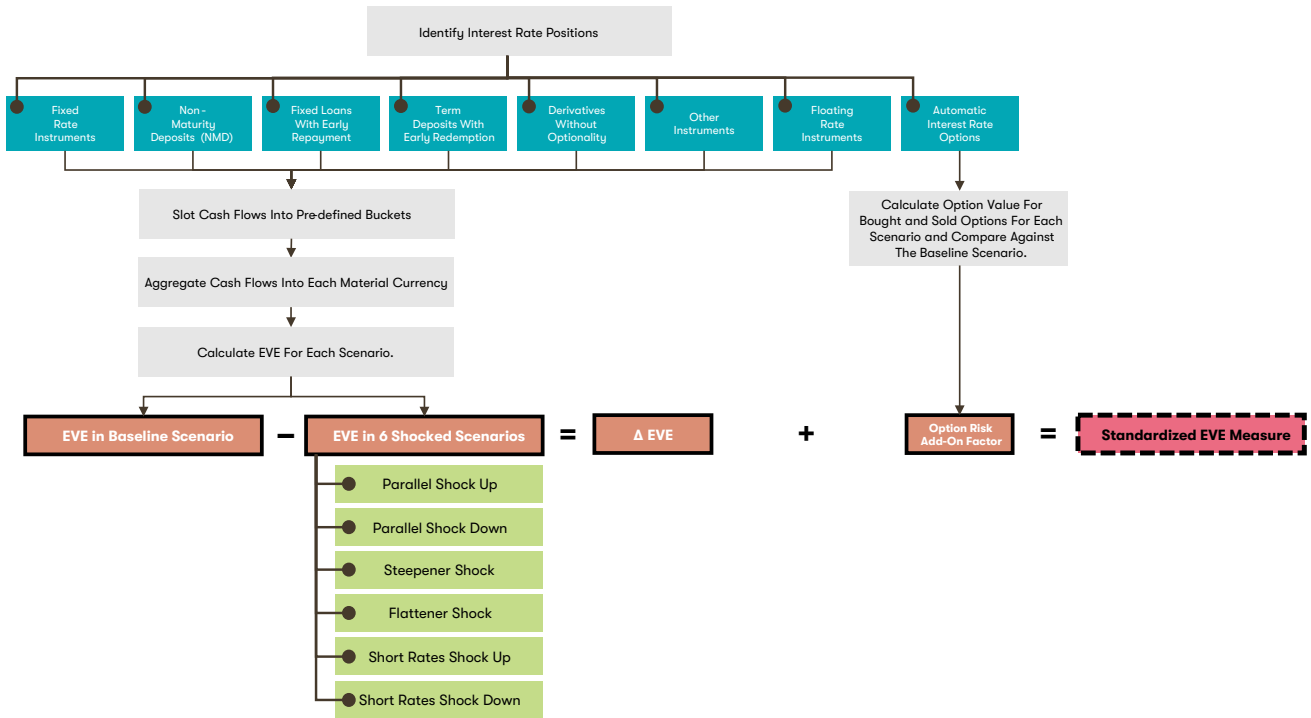 Identify Interest Rate Positions
Fixed
Rate
Instruments
Non-
Maturity
Deposits (NMD)
Fixed Loans
With Early
Repayment
Term
Deposits With
Early Redemption
Derivatives
Without
Optionality
Other
Instruments
Floating
Rate
Instruments
Automatic
Interest Rate
Options
Slot Cash Flows Into Pre-defined Buckets
Calculate Option Value For
Bought and Sold Options For Each
Scenario and Compare Against
The Baseline Scenario.
Aggregate Cash Flows Into Each Material Currency
Calculate EVE For Each Scenario.
EVE in Baseline Scenario
–
EVE in 6 Shocked Scenarios
=
Δ EVE
+
Option Risk
Add-On Factor
=
Standardized EVE Measure
Parallel Shock Up
Parallel Shock Down
Steepener Shock
Flattener Shock
Short Rates Shock Up
Short Rates Shock Down